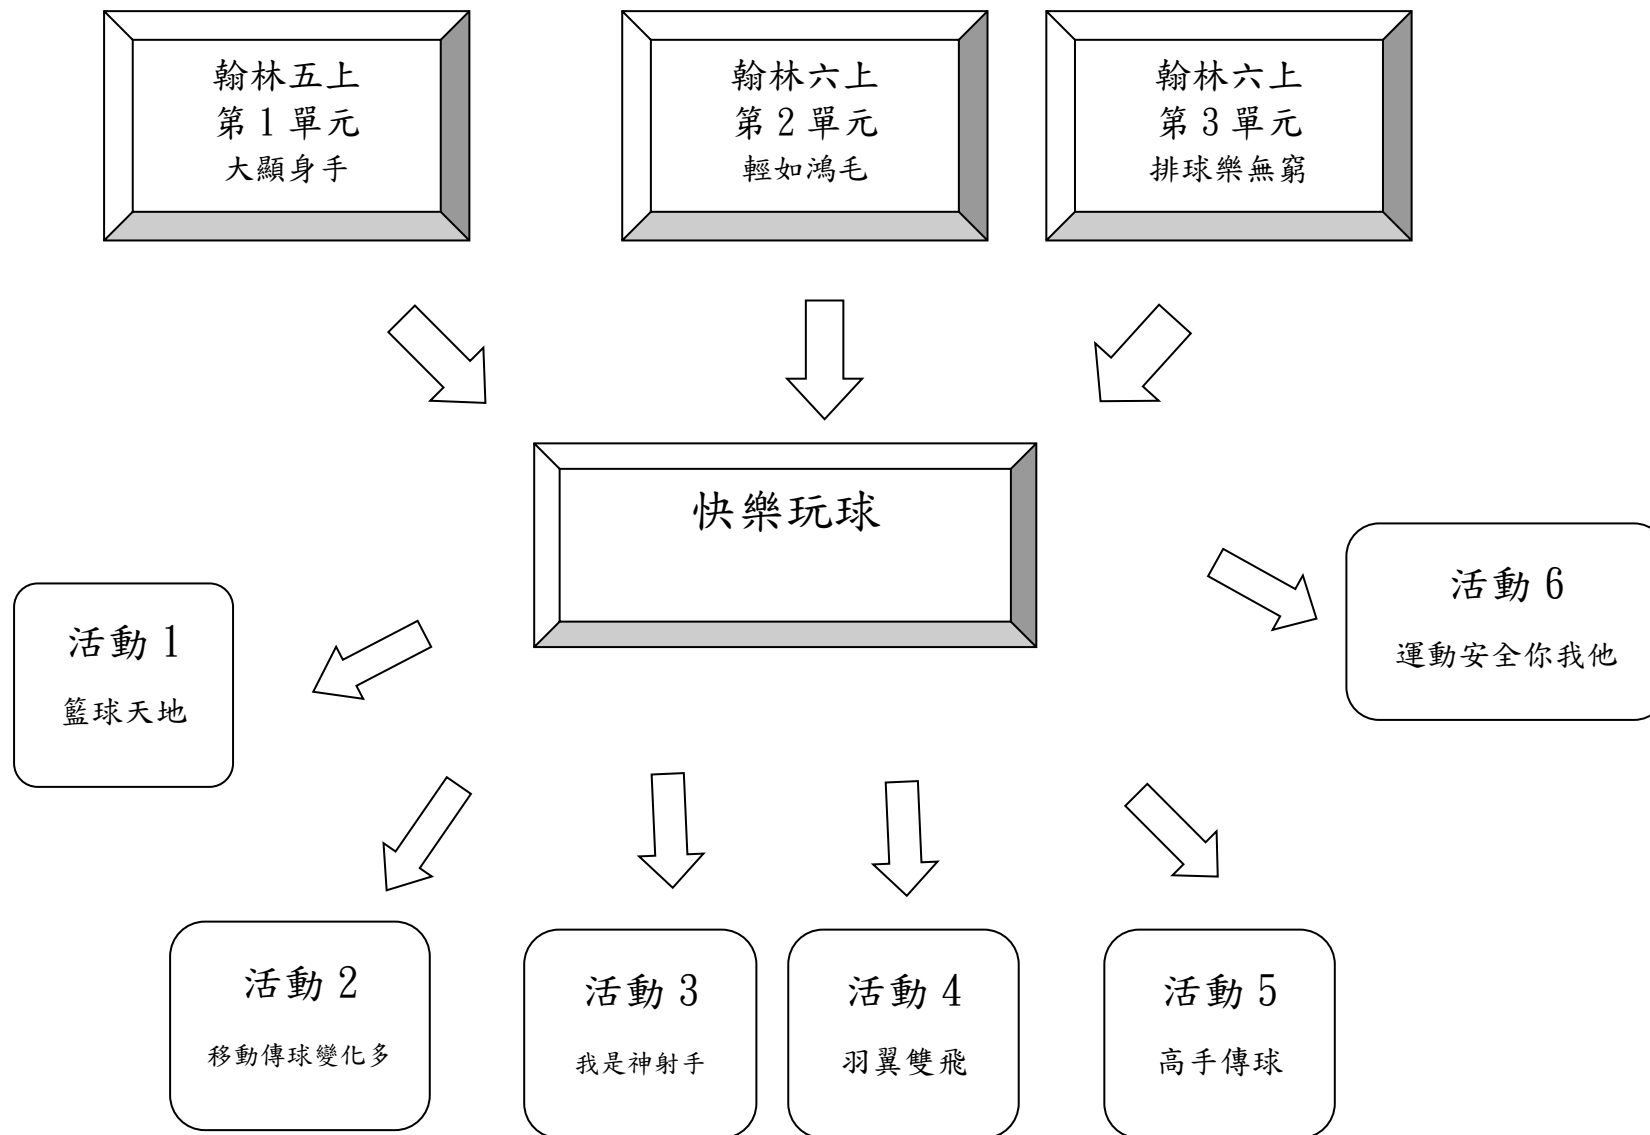 翰林五上
第1單元
大顯身手
翰林六上
第2單元
輕如鴻毛
翰林六上
第3單元
排球樂無窮
快樂玩球
活動1
籃球天地
活動2
移動傳球變化多
活動3
我是神射手
活動4
羽翼雙飛
活動5
高手傳球
活動6
運動安全你我他